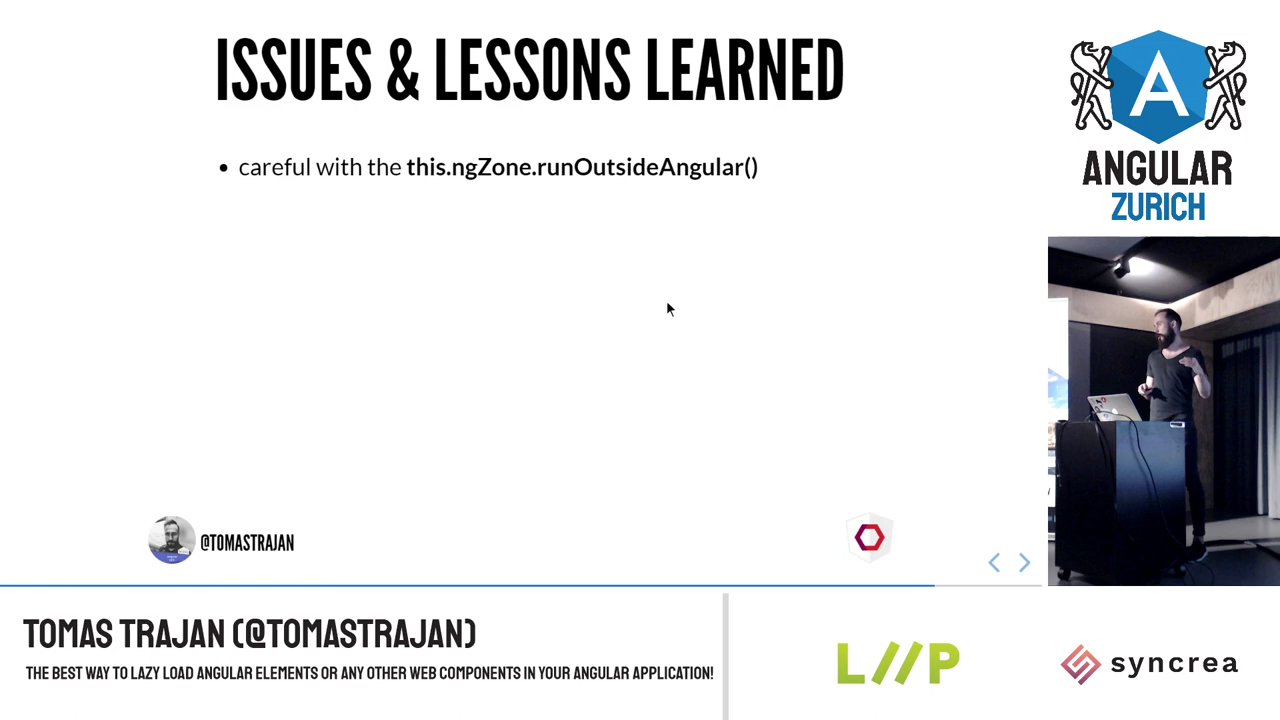 ISSUES & LESSONS LEARNED
• careful with the this.ngZone.runOutsideAngular()
@TOMASTRAJAN
A
ANGULAR
ZURICH
TOMAS TRAJAN (@TOMASTRAJAN)
THE BEST WAY TO LAZY LOAD ANGULAR ELEMENTS OR ANY OTHER WEB COMPONENTS IN YOUR ANGULAR APPLICATION!
LIIP
syncrea